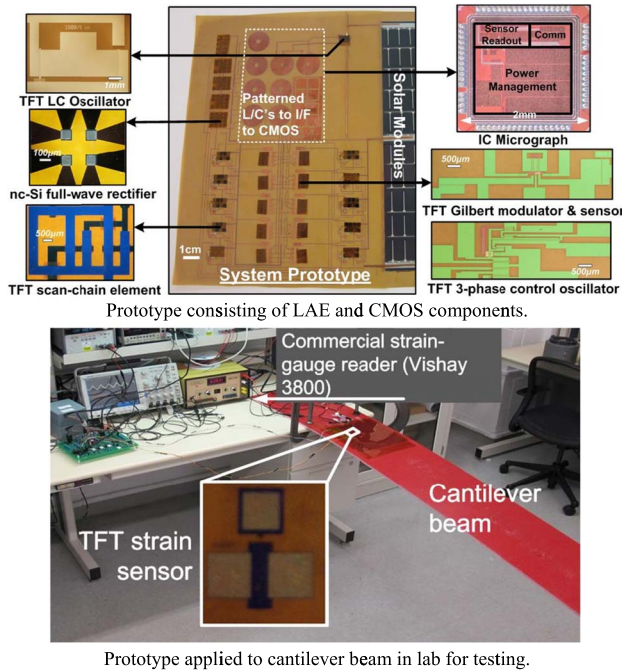 1mm
TFT LC Oscillator
100µm
nc-Si full-wave rectifier
500µm
TFT scan-chain element
Patterned
L/C's to I/F
to CMOS
Solar Modules
1cm
System Prototype
Sensor
Readout
Comm
Power
Management
2mm
IC Micrograph
500µm
TFT Gilbert modulator & sensor
500µm
TFT 3-phase control oscillator
Prototype consisting of LAE and CMOS components.
Commercial strain-
gauge reader (Vishay
3800)
Cantilever
beam
TFT strain
sensor
Prototype applied to cantilever beam in lab for testing.